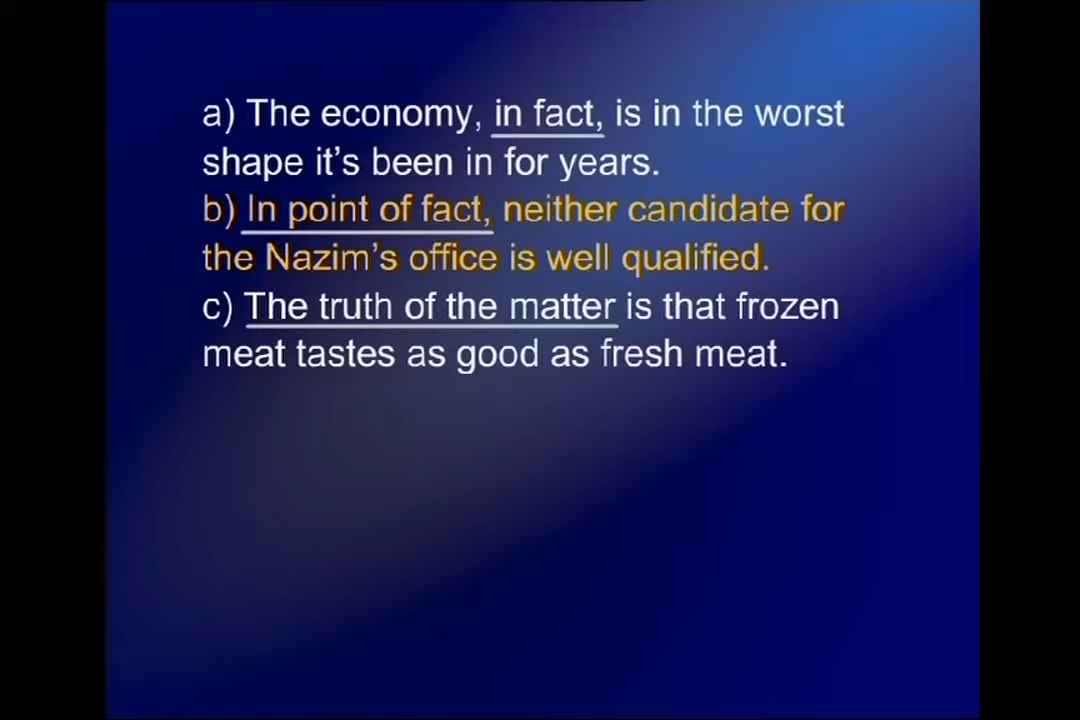 a) The economy, in fact, is in the worst
shape it's been in for years.
b) In point of fact, neither candidate for
the Nazim's office is well qualified.
c) The truth of the matter is that frozen
meat tastes as good as fresh meat.